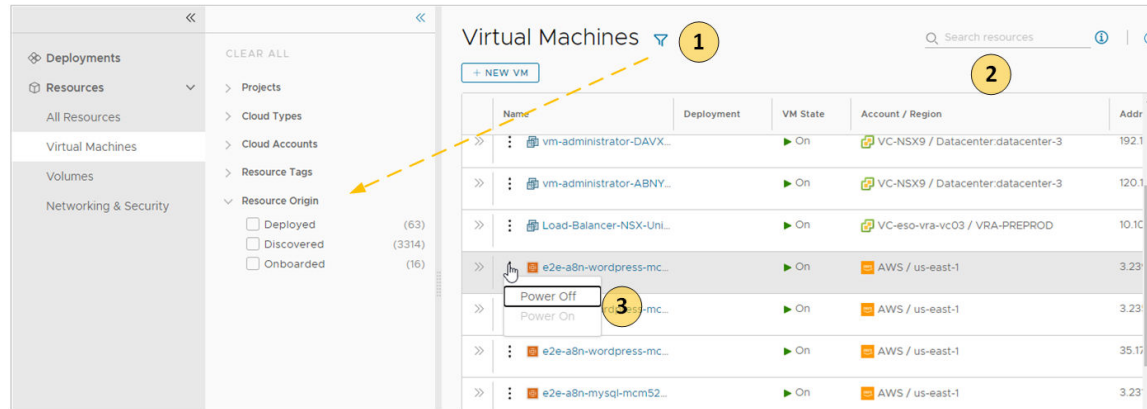 «
Deployments
Resources
All Resources
Virtual Machines
Volumes
Networking & Security
«
CLEAR ALL
> Projects
> Cloud Types
> Cloud Accounts
> Resource Tags
Resource Origin
Deployed (63)
Discovered (3314)
Onboarded (16)
Virtual Machines 1
Search resources
2
+ NEW VM
Name Deployment VM State Account / Region Addr
» vm-administrator-DAVX... On VC-NSX9 / Datacenter:datacenter-3 192.1
» vm-administrator-ABNY... On VC-NSX9 / Datacenter:datacenter-3 120.1
» Load-Balancer-NSX-Uni... On VC-eso-vra-vc03 / VRA-PREPROD 10.10
» e2e-a8n-wordpress-mc... On AWS / us-east-1 3.23
Power Off
Power On
3
» -mc... On AWS / us-east-1 3.23
» e2e-a8n-wordpress-mc... On AWS / us-east-1 35.17
» e2e-a8n-mysql-mcm52... On AWS / us-east-1 3.23